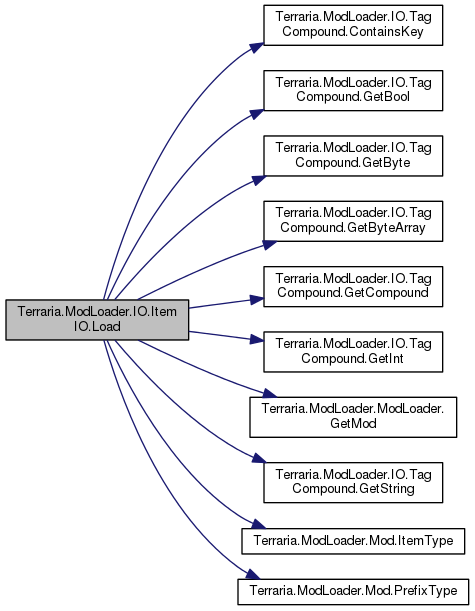 Terraria.ModLoader.IO.Tag
Compound.ContainsKey
Terraria.ModLoader.IO.Tag
Compound.GetBool
Terraria.ModLoader.IO.Tag
Compound.GetByte
Terraria.ModLoader.IO.Tag
Compound.GetByteArray
Terraria.ModLoader.IO.Tag
Compound.GetCompound
Terraria.ModLoader.IO.Item
IO.Load
Terraria.ModLoader.IO.Tag
Compound.GetInt
Terraria.ModLoader.ModLoader.
GetMod
Terraria.ModLoader.IO.Tag
Compound.GetString
Terraria.ModLoader.Mod.ItemType
Terraria.ModLoader.Mod.PrefixType